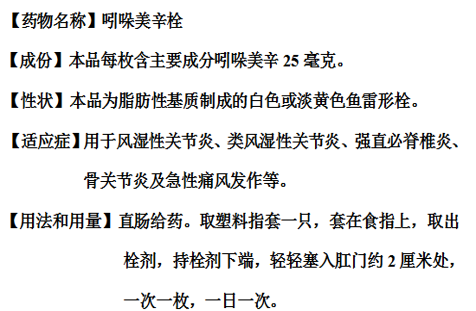 【药物名称】吲哚美辛栓
【成份】本品每枚含主要成分吲哚美辛 25 毫克。
【性状】本品为脂肪性基质制成的白色或淡黄色鱼雷形栓。
【适应症】用于风湿性关节炎、类风湿性关节炎、强直必脊椎炎、
骨关节炎及急性痛风发作等。
【用法和用量】直肠给药。取塑料指套一只，套在食指上，取出
栓剂，持栓剂下端，轻轻塞入肛门约 2 厘米处，
一次一枚，一日一次。